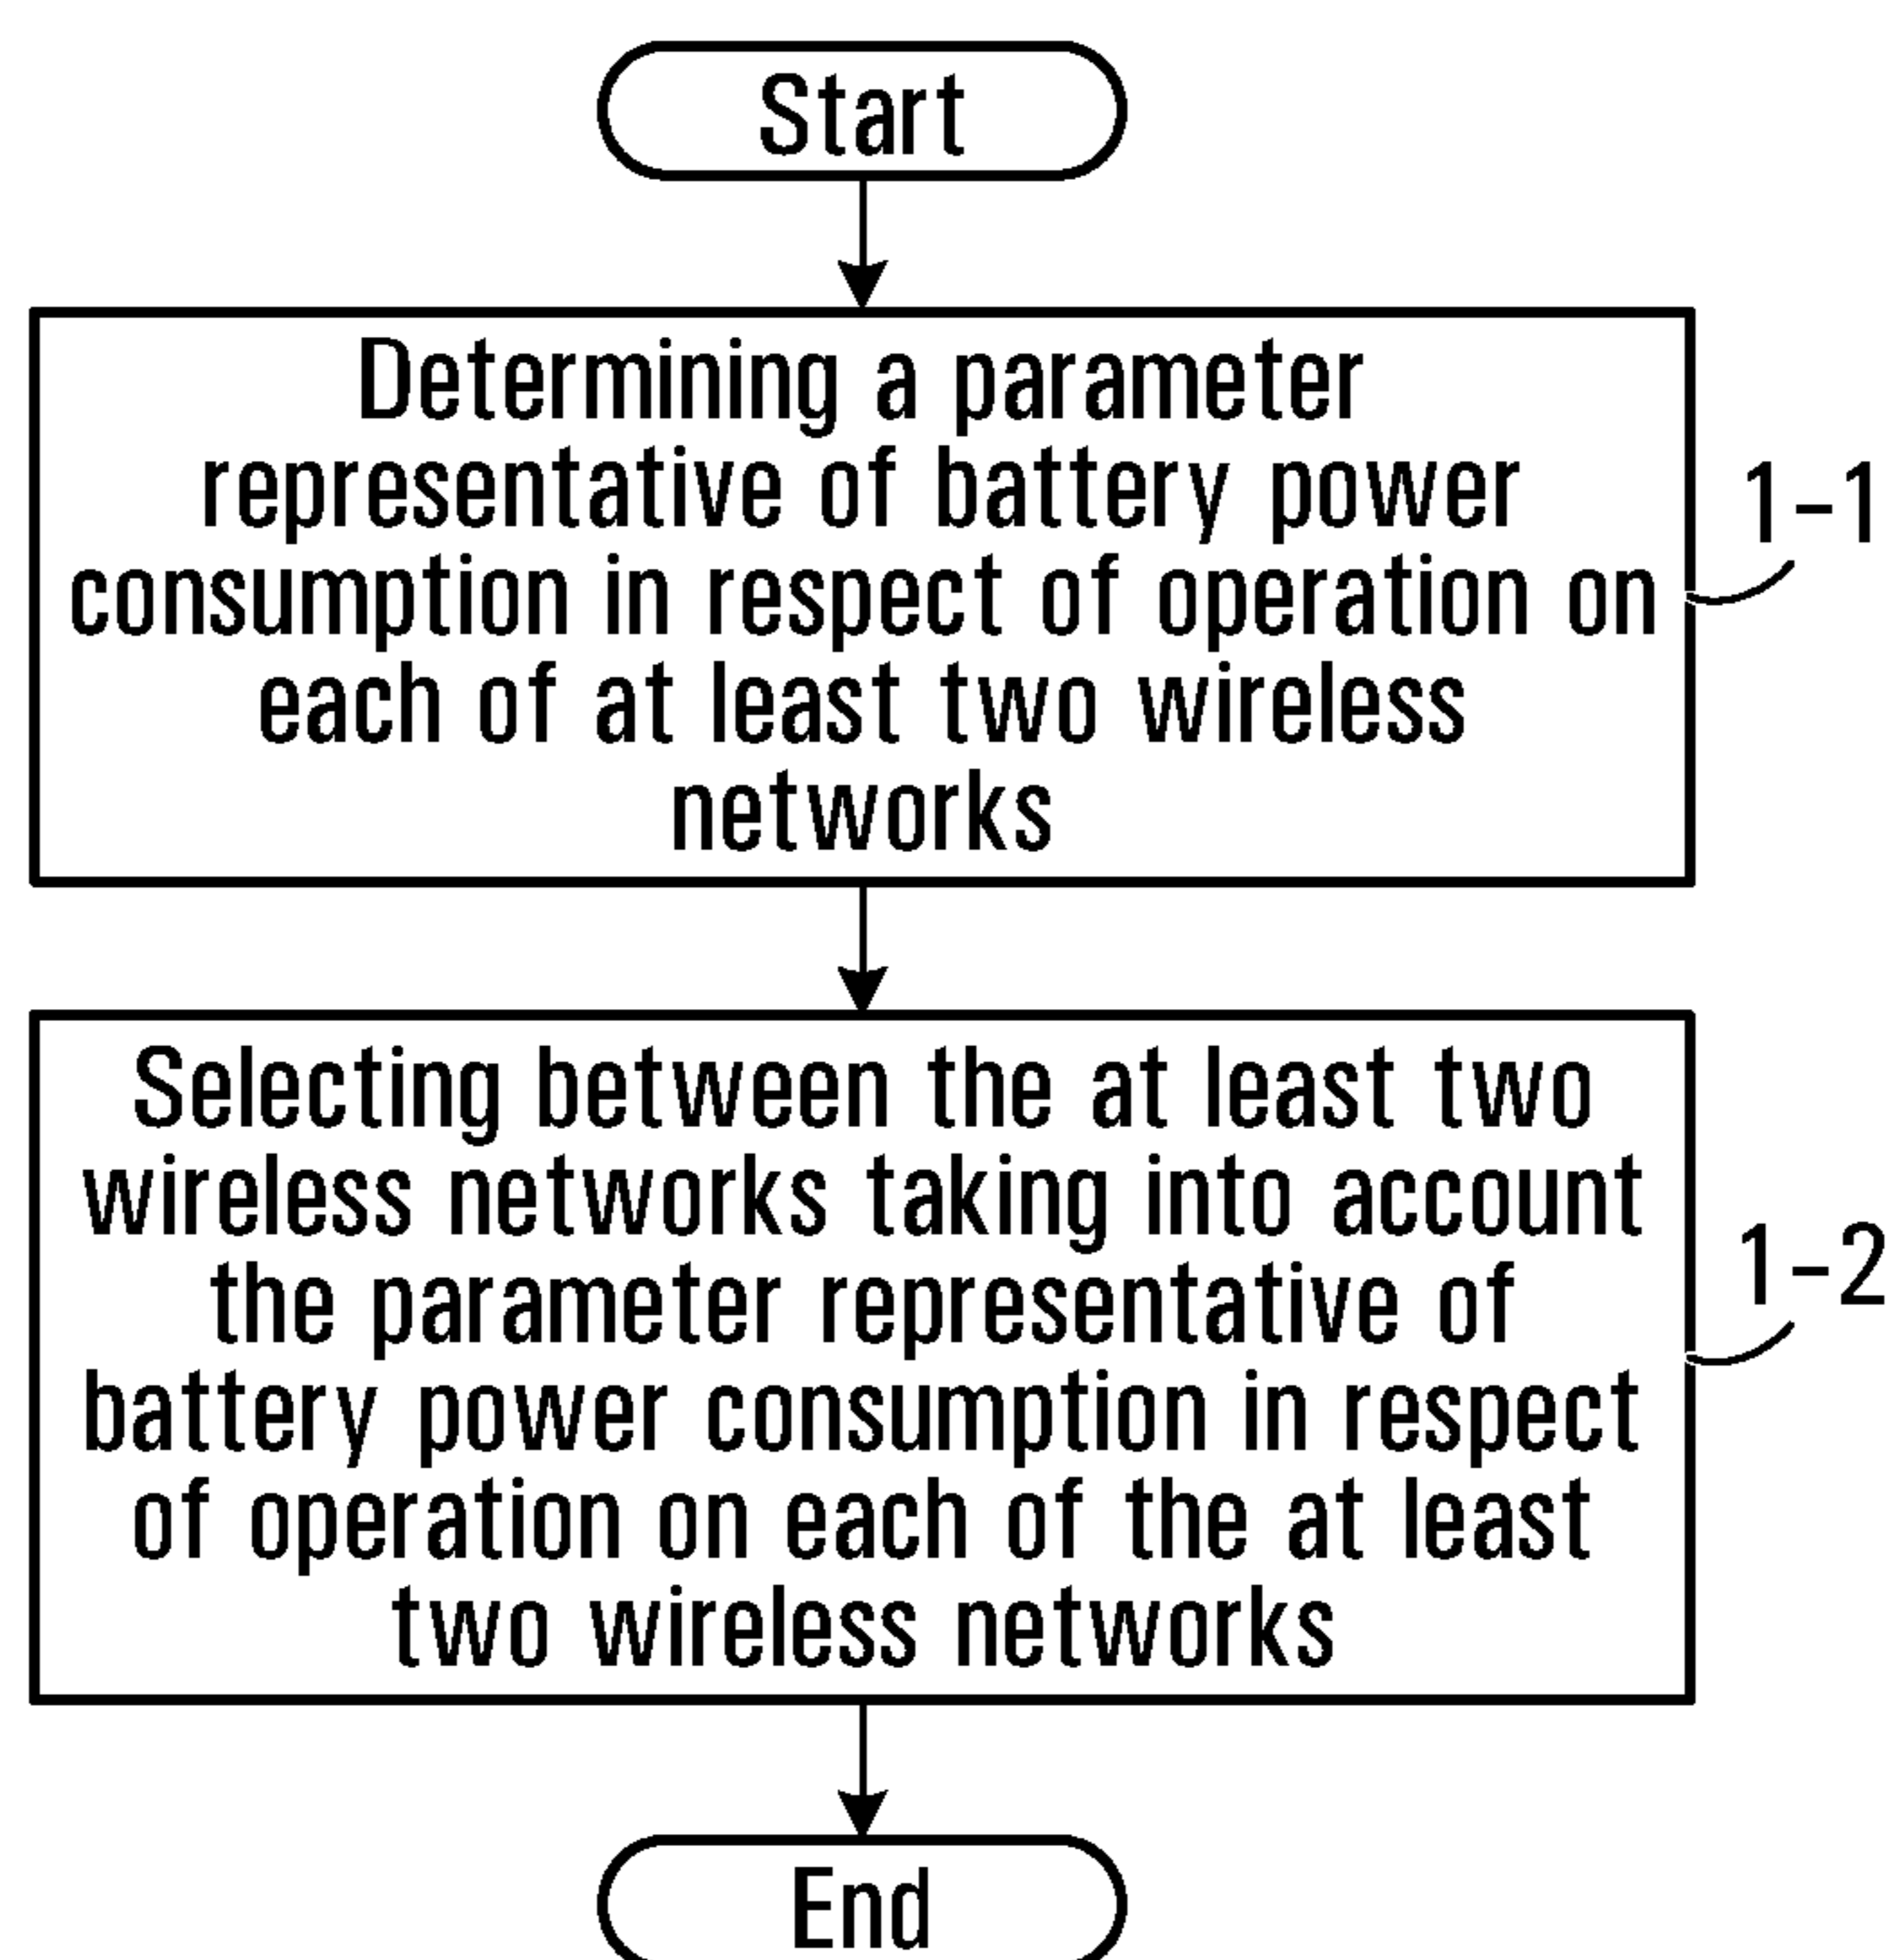 Start
Determining a parameter
representative of battery power
consumption in respect of operation on
each of at least two wireless
networks
1-1
Selecting between the at least two
wireless networks taking into account
the parameter representative of
battery power consumption in respect
of operation on each of the at least
two wireless networks
1-2
End